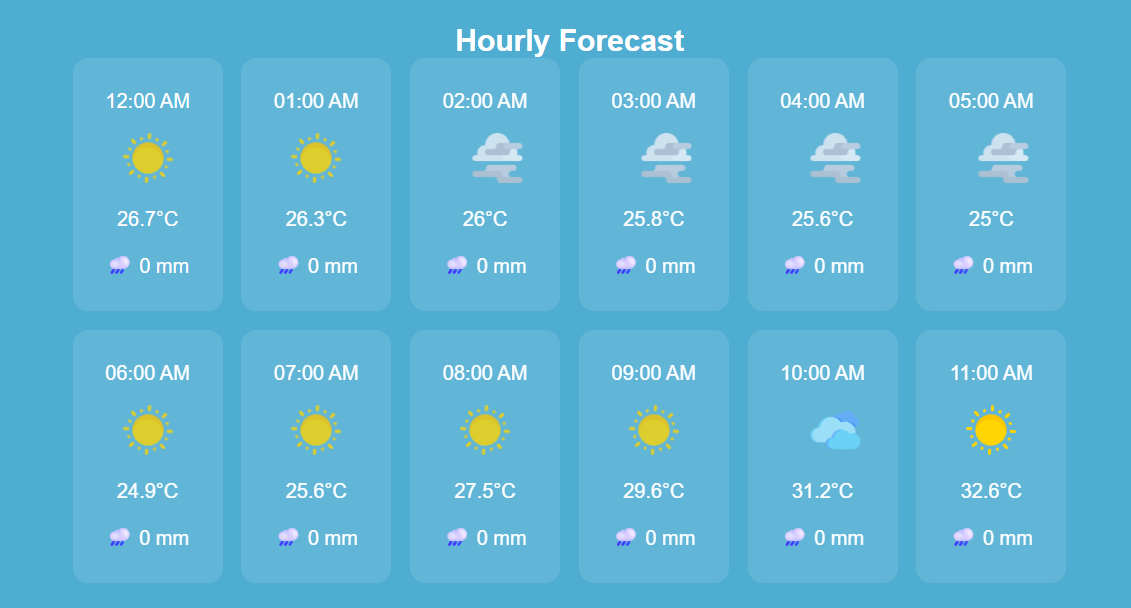 Hourly Forecast
12:00 AM 01:00 AM 02:00 AM 03:00 AM 04:00 AM 05:00 AM
26.7°C 26.3°C 26°C 25.8°C 25.6°C 25°C
0 mm 0 mm 0 mm 0 mm 0 mm 0 mm
06:00 AM 07:00 AM 08:00 AM 09:00 AM 10:00 AM 11:00 AM
24.9°C 25.6°C 27.5°C 29.6°C 31.2°C 32.6°C
0 mm 0 mm 0 mm 0 mm 0 mm 0 mm